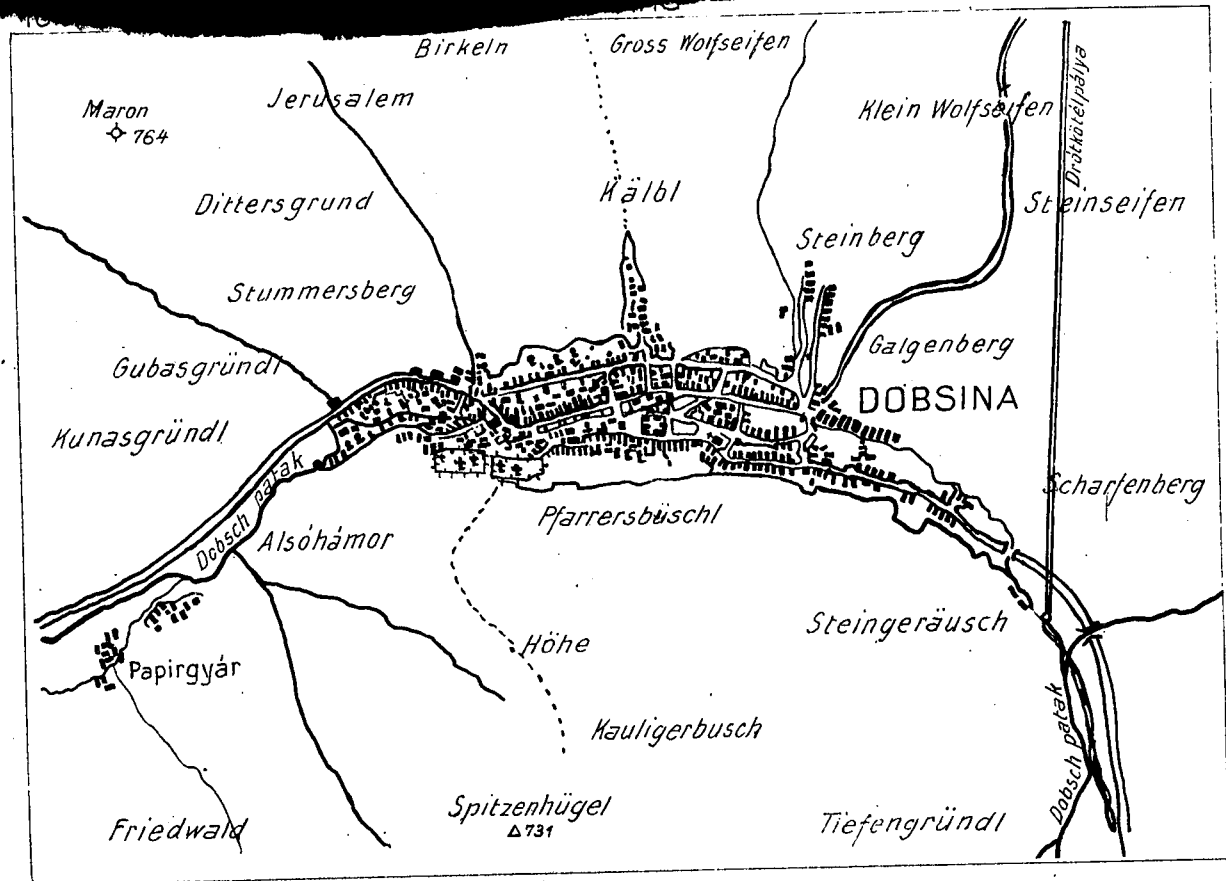 Birkeln
Gross Wolfseifen
Jerusalem
Maron
764
Klein Wolfseifen
Drótkötélpálya
Dittersgrund
Kälbl
Steinseifen
Steinberg
Stummersberg
Gubasgründl
Galgenberg
DOBSINA
Kunasgründl
Dobsch patak
Alsóhámor
Pfarrersbüschl
Scharfenberg
Höhe
Steingeräusch
Papirgyár
Kauligerbusch
Dobsch patak
Friedwald
Spitzenhügel
731
Tiefengründl